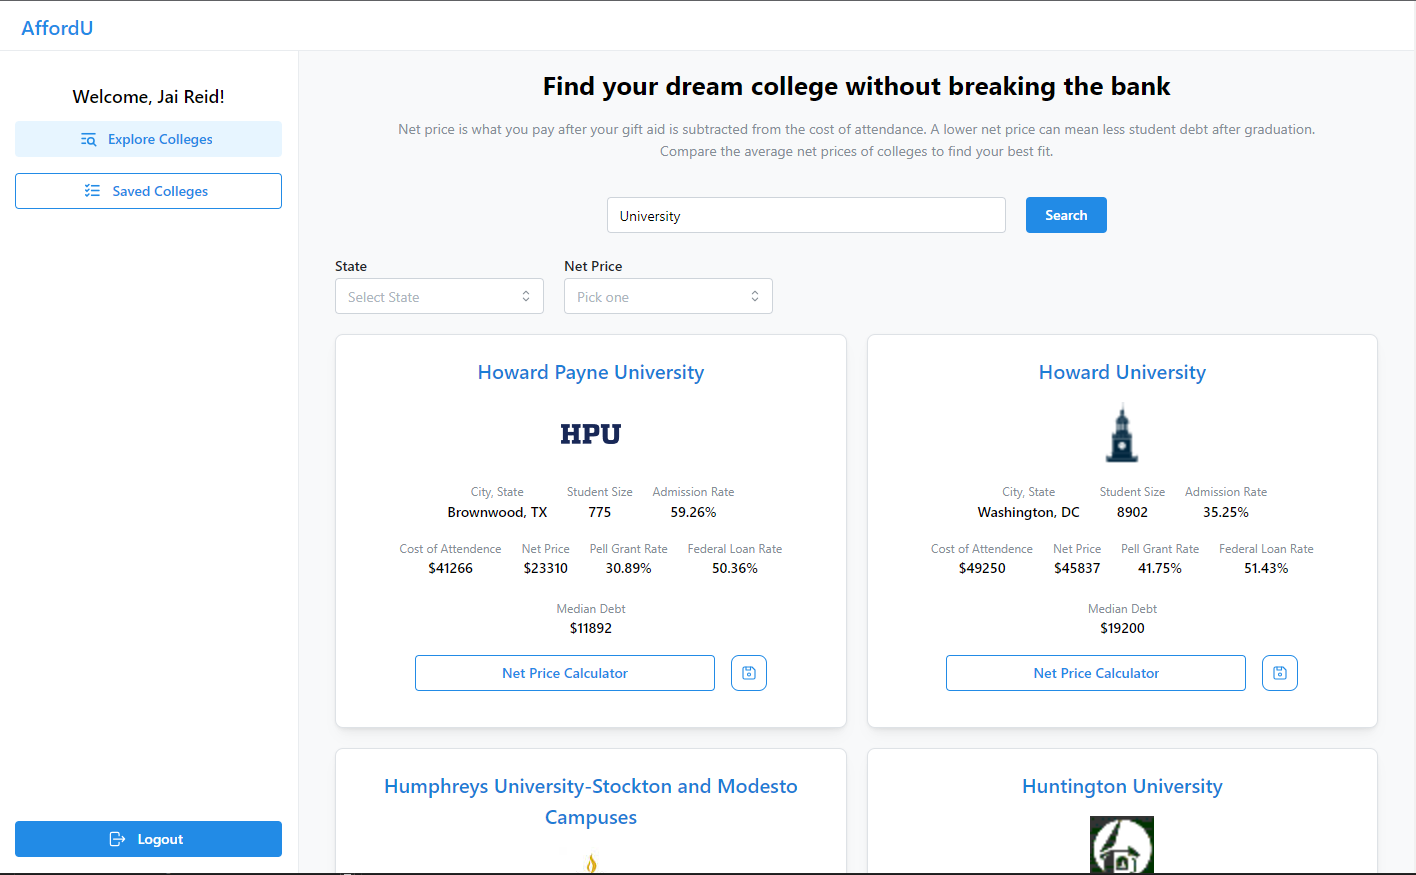 AffordU
Welcome, Jai Reid!
Explore Colleges
Saved Colleges
Logout
Find your dream college without breaking the bank
Net price is what you pay after your gift aid is subtracted from the cost of attendance. A lower net price can mean less student debt after graduation.
Compare the average net prices of colleges to find your best fit.
University
Search
State
Net Price
Select State
Pick one
Howard Payne University
HPU
City, State
Student Size
Admission Rate
Brownwood, TX
775
59.26%
Cost of Attendence
Net Price
Pell Grant Rate
Federal Loan Rate
$41266
$23310
30.89%
50.36%
Median Debt
$11892
Net Price Calculator
Howard University
City, State
Student Size
Admission Rate
Washington, DC
8902
35.25%
Cost of Attendence
Net Price
Pell Grant Rate
Federal Loan Rate
$49250
$45837
41.75%
51.43%
Median Debt
$19200
Net Price Calculator
Humphreys University-Stockton and Modesto
Campuses
Huntington University